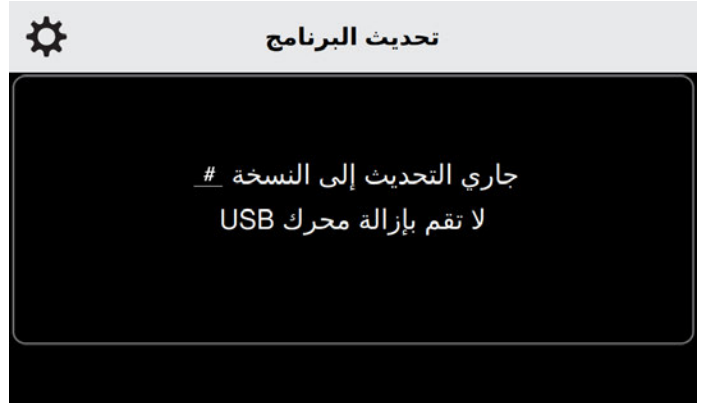 تحديث البرنامج
جاري التحديث إلى النسخة _#_
لا تقم بإزالة محرك USB